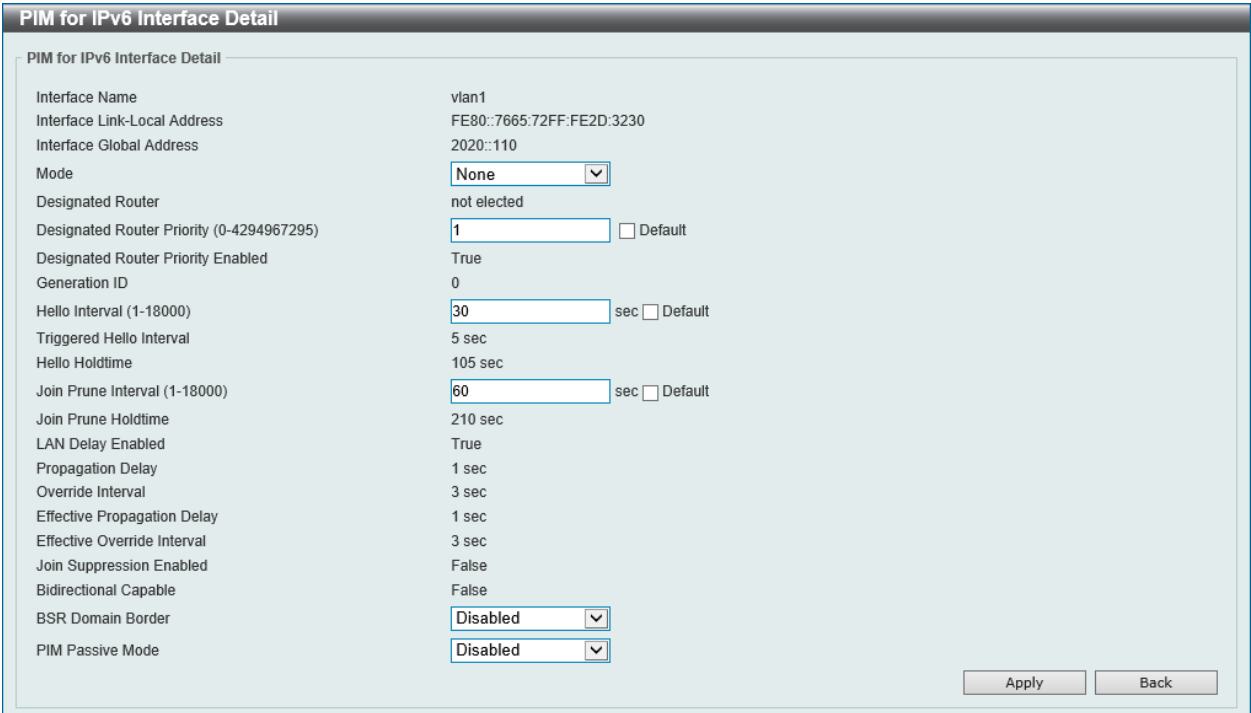 PIM for IPv6 Interface Detail
PIM for IPv6 Interface Detail
Interface Name vlan1
Interface Link-Local Address FE80::7665:72FF:FE2D:3230
Interface Global Address 2020::110
Mode None
Designated Router not elected
Designated Router Priority (0-4294967295) 1 Default
Designated Router Priority Enabled True
Generation ID 0
Hello Interval (1-18000) 30 sec Default
Triggered Hello Interval 5 sec
Hello Holdtime 105 sec
Join Prune Interval (1-18000) 60 sec Default
Join Prune Holdtime 210 sec
LAN Delay Enabled True
Propagation Delay 1 sec
Override Interval 3 sec
Effective Propagation Delay 1 sec
Effective Override Interval 3 sec
Join Suppression Enabled False
Bidirectional Capable False
BSR Domain Border Disabled
PIM Passive Mode Disabled
Apply Back